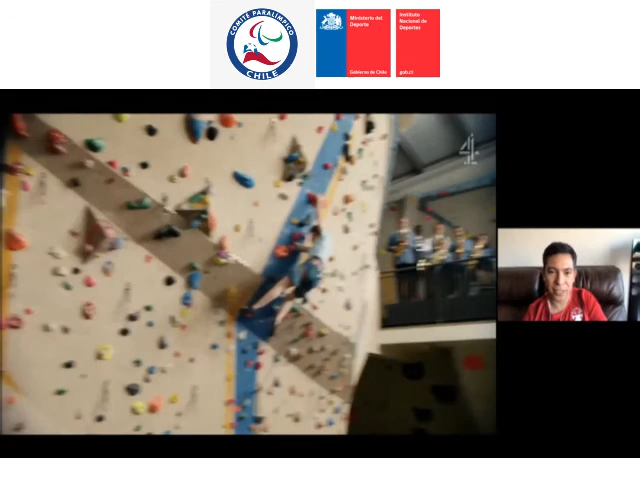 COMITÉ PARALÍMPICO
CHILE
Ministerio del
Deporte
Gobierno de Chile
Instituto
Nacional de
Deportes
gob.cl
4